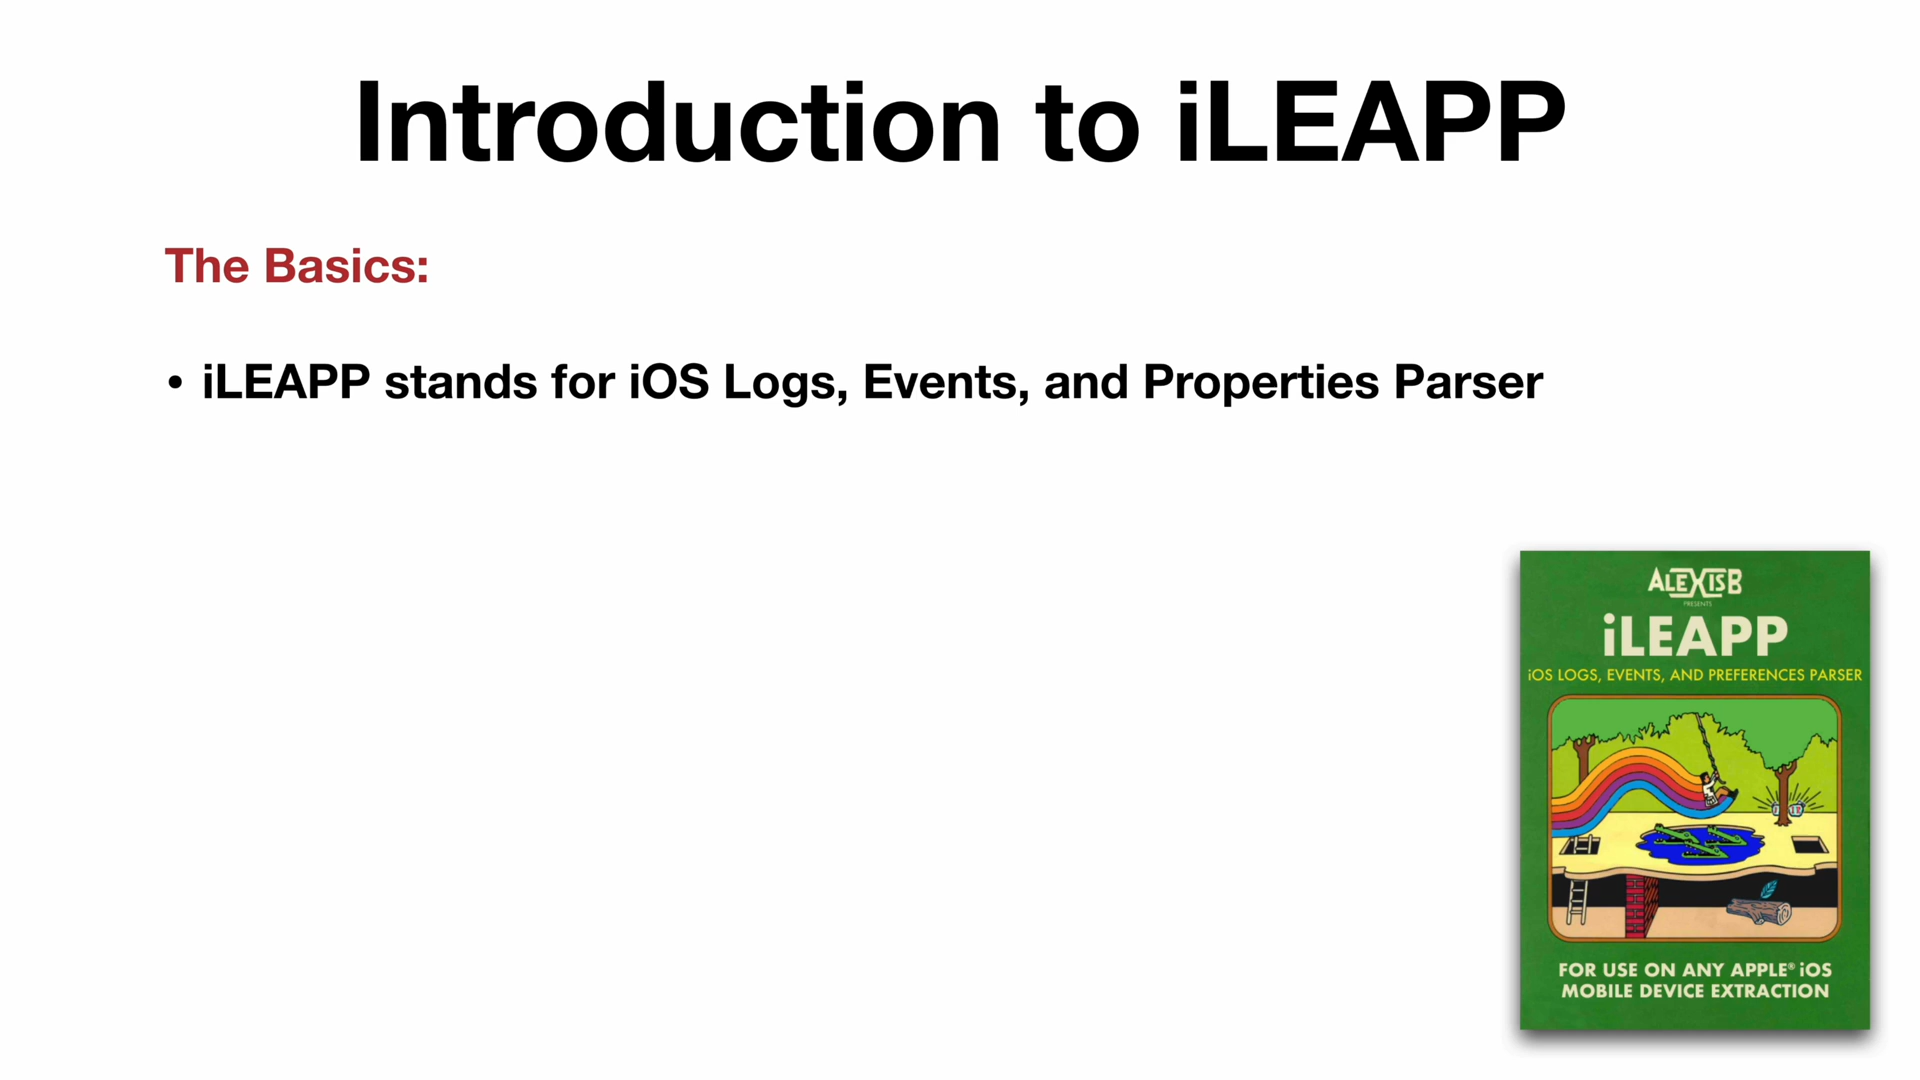 Introduction to iLEAPP
The Basics:
• iLEAPP stands for iOS Logs, Events, and Properties Parser
ALEXISB
PRESENTS
iLEAPP
iOS LOGS, EVENTS, AND PREFERENCES PARSER
FOR USE ON ANY APPLE® iOS
MOBILE DEVICE EXTRACTION